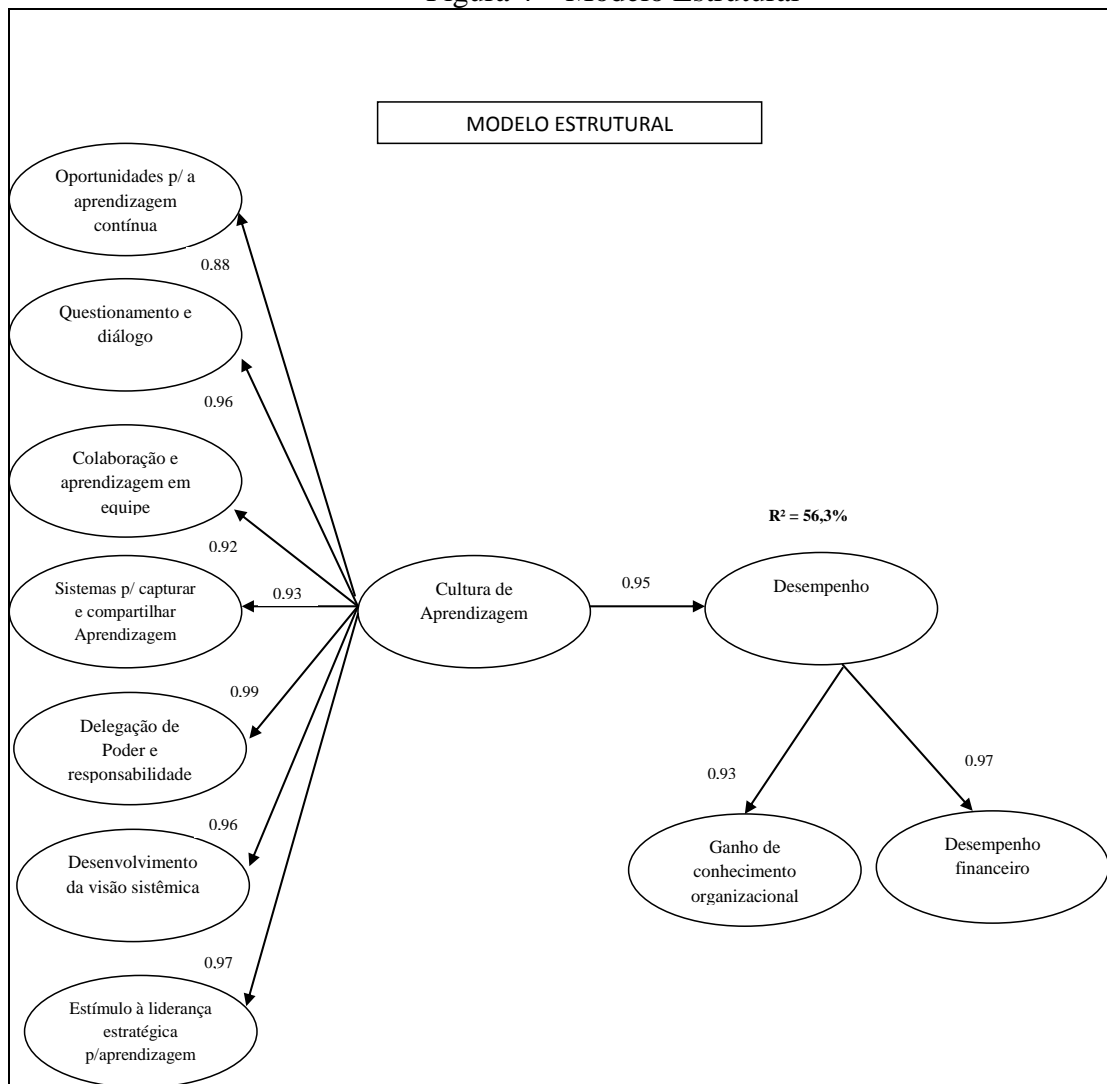 Modelo Estrutural
MODELO ESTRUTURAL
Oportunidades p/ a
aprendizagem
contínua
0.88
Questionamento e
diálogo
0.96
Colaboração e
aprendizagem em
equipe
0.92
Sistemas p/ capturar
e compartilhar
Aprendizagem
0.93
Delegação de
Poder e
responsabilidade
0.99
Desenvolvimento
da visão sistêmica
0.96
Estímulo à liderança
estratégica
p/aprendizagem
0.97
Cultura de
Aprendizagem
0.95
R² = 56,3%
Desempenho
0.93
0.97
Ganho de
conhecimento
organizacional
Desempenho
financeiro